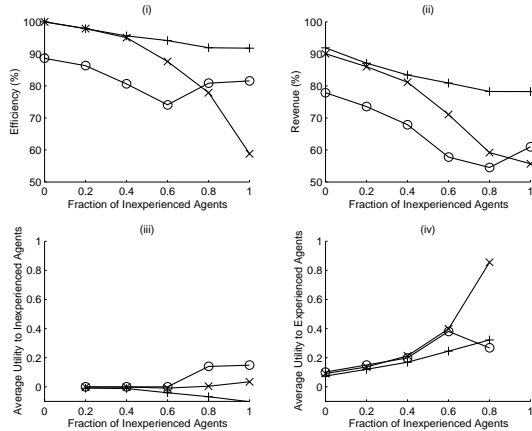 (i)
100
90
80
70
60
50
Efficiency (%)
0 0.2 0.4 0.6 0.8 1
Fraction of Inexperienced Agents
(ii)
100
90
80
70
60
50
Revenue (%)
0 0.2 0.4 0.6 0.8 1
Fraction of Inexperienced Agents
(iii)
1
0.8
0.6
0.4
0.2
0
Average Utility to Inexperienced Agents
0 0.2 0.4 0.6 0.8 1
Fraction of Inexperienced Agents
(iv)
1
0.8
0.6
0.4
0.2
0
Average Utility to Experienced Agents
0 0.2 0.4 0.6 0.8 1
Fraction of Inexperienced Agents